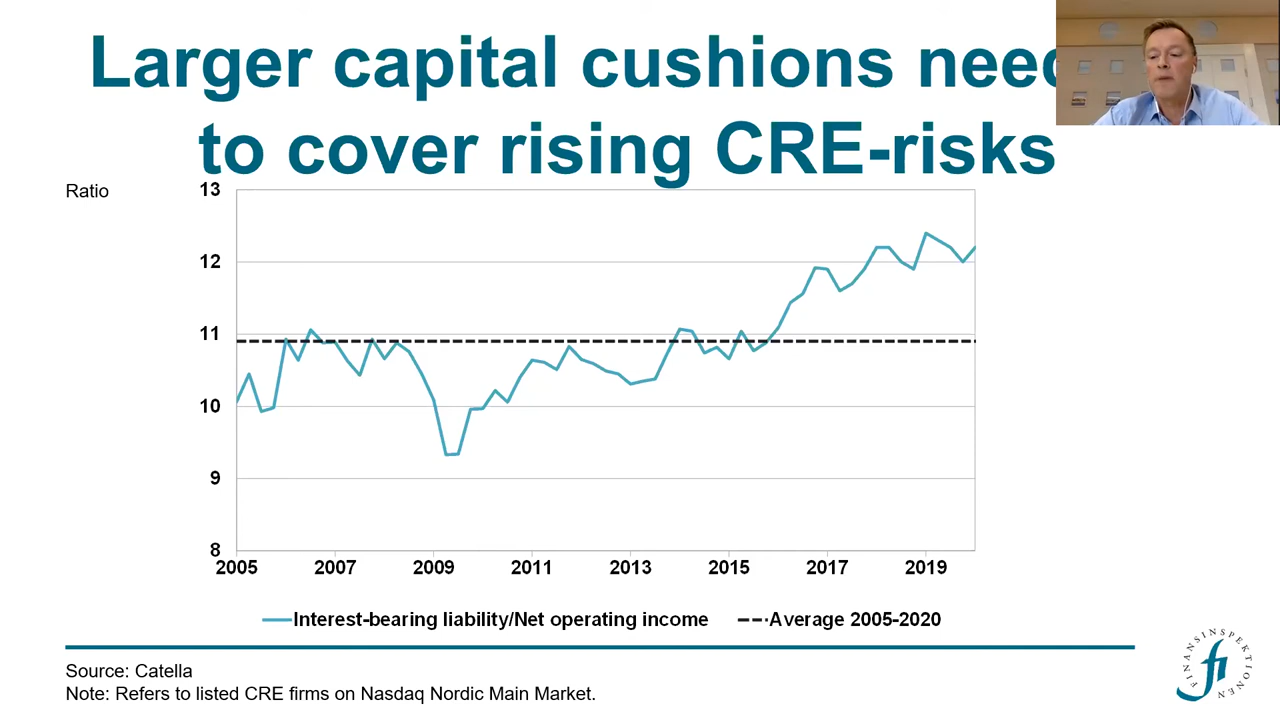 Larger capital cushions need
to cover rising CRE-risks
Ratio
13
12
11
10
9
8
2005 2007 2009 2011 2013 2015 2017 2019
Interest-bearing liability/Net operating income Average 2005-2020
Source: Catella
Note: Refers to listed CRE firms on Nasdaq Nordic Main Market.
FINANSINSPEKTIONEN
fi